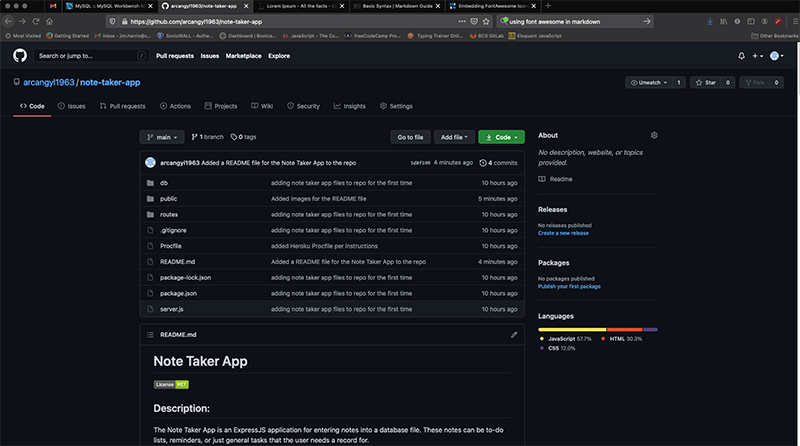 MySQL :: MySQL Workbench M
arcangyl1963/note-taker-app
Lorem Ipsum - All the facts - Li
Basic Syntax | Markdown Guide
Embedding FontAwesome Icon
https://github.com/arcangyl1963/note-taker-app
using font awesome in markdown
Most Visited
Getting Started
Inbox - jim.harris@
SonicWALL - Authe...
Dashboard | Bootca...
JavaScript - The Co...
FreeCodeCamp Pro...
Typing Trainer Onlin...
BCS GitLab
Eloquent JavaScript
Other Bookmarks
Search or jump to...
/
Pull requests
Issues
Marketplace
Explore
arcangyl1963 / note-taker-app
Unwatch
1
Star
0
Fork
0
Code
Issues
Pull requests
Actions
Projects
Wiki
Security
Insights
Settings
main
1 branch
0 tags
Go to file
Add file
Code
arcangyl1963 Added a README file for the Note Taker App to the repo
4 minutes ago
4 commits
db
adding note taker app files to repo for the first time
10 hours ago
public
Added images for the README file
5 minutes ago
routes
adding note taker app files to repo for the first time
10 hours ago
.gitignore
adding note taker app files to repo for the first time
10 hours ago
Procfile
added Heroku Procfile per instructions
10 hours ago
README.md
Added a README file for the Note Taker App to the repo
4 minutes ago
package-lock.json
adding note taker app files to repo for the first time
10 hours ago
package.json
adding note taker app files to repo for the first time
10 hours ago
server.js
adding note taker app files to repo for the first time
10 hours ago
README.md
Note Taker App
License MIT
Description:
The Note Taker App is an ExpressJS application for entering notes into a database file. These notes can be to-do
lists, reminders, or just general tasks that the user needs a record for.
About
No description, website, or topics
provided.
Readme
Releases
No releases published
Create a new release
Packages
No packages published
Publish your first package
Languages
JavaScript 57.7%
HTML 30.3%
CSS 12.0%